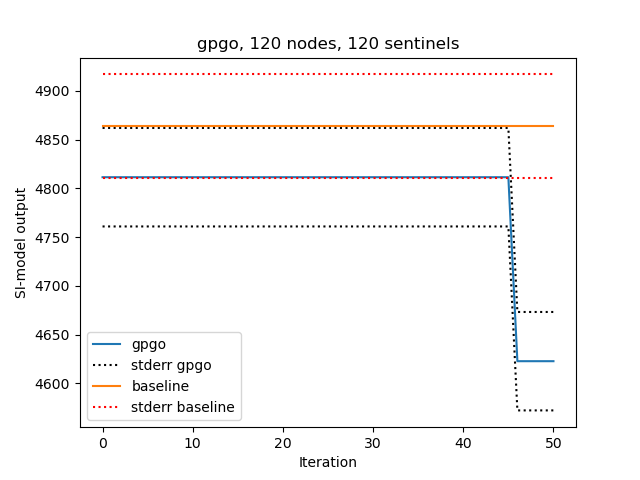 gpgo, 120 nodes, 120 sentinels
SI-model output
4900
4850
4800
4750
4700
4650
4600
gpgo
stderr gpgo
baseline
stderr baseline
0 10 20 30 40 50
Iteration